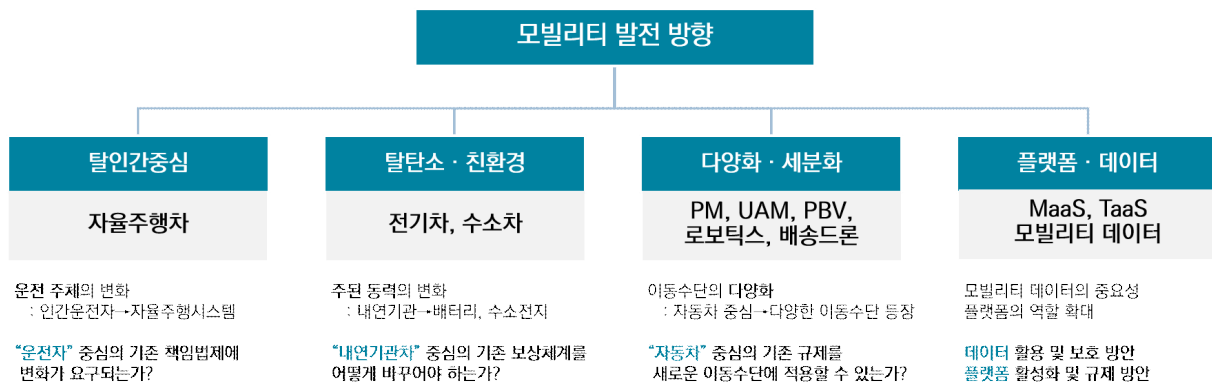 모빌리티 발전 방향
탈인간중심
자율주행차
운전 주체의 변화
: 인간운전자→자율주행시스템
“운전자” 중심의 기존 책임법제에
변화가 요구되는가?
탈탄소 · 친환경
전기차, 수소차
주된 동력의 변화
: 내연기관→배터리, 수소전지
“내연기관차” 중심의 기존 보상체계를
어떻게 바꾸어야 하는가?
다양화 · 세분화
PM, UAM, PBV,
로보틱스, 배송드론
이동수단의 다양화
: 자동차 중심→다양한 이동수단 등장
“자동차” 중심의 기존 규제를
새로운 이동수단에 적용할 수 있는가?
플랫폼 · 데이터
MaaS, TaaS
모빌리티 데이터
모빌리티 데이터의 중요성
플랫폼의 역할 확대
데이터 활용 및 보호 방안
플랫폼 활성화 및 규제 방안